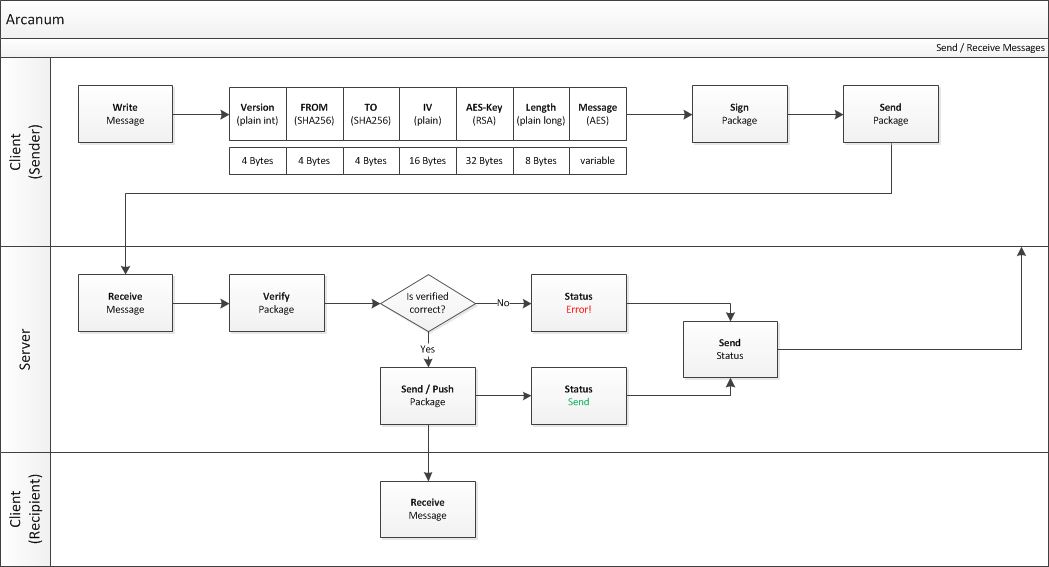 Arcanum
Send / Receive Messages
Client
(Sender)
Write
Message
Version
(plain int)
FROM
(SHA256)
TO
(SHA256)
IV
(plain)
AES-Key
(RSA)
Length
(plain long)
Message
(AES)
4 Bytes
4 Bytes
4 Bytes
16 Bytes
32 Bytes
8 Bytes
variable
Sign
Package
Send
Package
Server
Receive
Message
Verify
Package
Is verified
correct?
No
Status
Error!
Yes
Send
Status
Send / Push
Package
Status
Send
Client
(Recipient)
Receive
Message